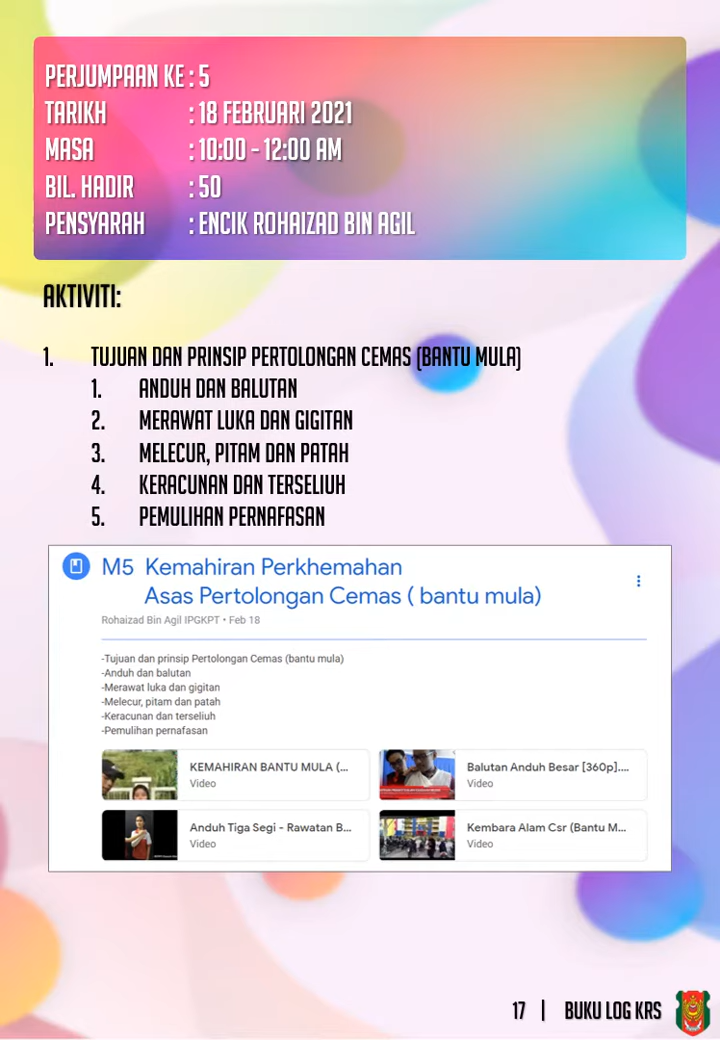 PERJUMPAAN KE : 5
TARIKH : 18 FEBRUARI 2021
MASA : 10:00 - 12:00 AM
BIL. HADIR : 50
PENSYARAH : ENCIK ROHAIZAD BIN AGIL
AKTIVITI:
1. TUJUAN DAN PRINSIP PERTOLONGAN CEMAS (BANTU MULA)
1. ANDUH DAN BALUTAN
2. MERAWAT LUKA DAN GIGITAN
3. MELECUR, PITAM DAN PATAH
4. KERACUNAN DAN TERSELIUH
5. PEMULIHAN PERNAFASAN
M5 Kemahiran Perkhemahan
Asas Pertolongan Cemas ( bantu mula)
Rohaizad Bin Agil IPGKPT • Feb 18
-Tujuan dan prinsip Pertolongan Cemas (bantu mula)
-Anduh dan balutan
-Merawat luka dan gigitan
-Melecur, pitam dan patah
-Keracunan dan terseliuh
-Pemulihan pernafasan
KEMAHIRAN BANTU MULA (...
Video
Balutan Anduh Besar [360p]....
Video
Anduh Tiga Segi - Rawatan B...
Video
Kembara Alam Csr (Bantu M...
Video
17 | BUKU LOG KRS